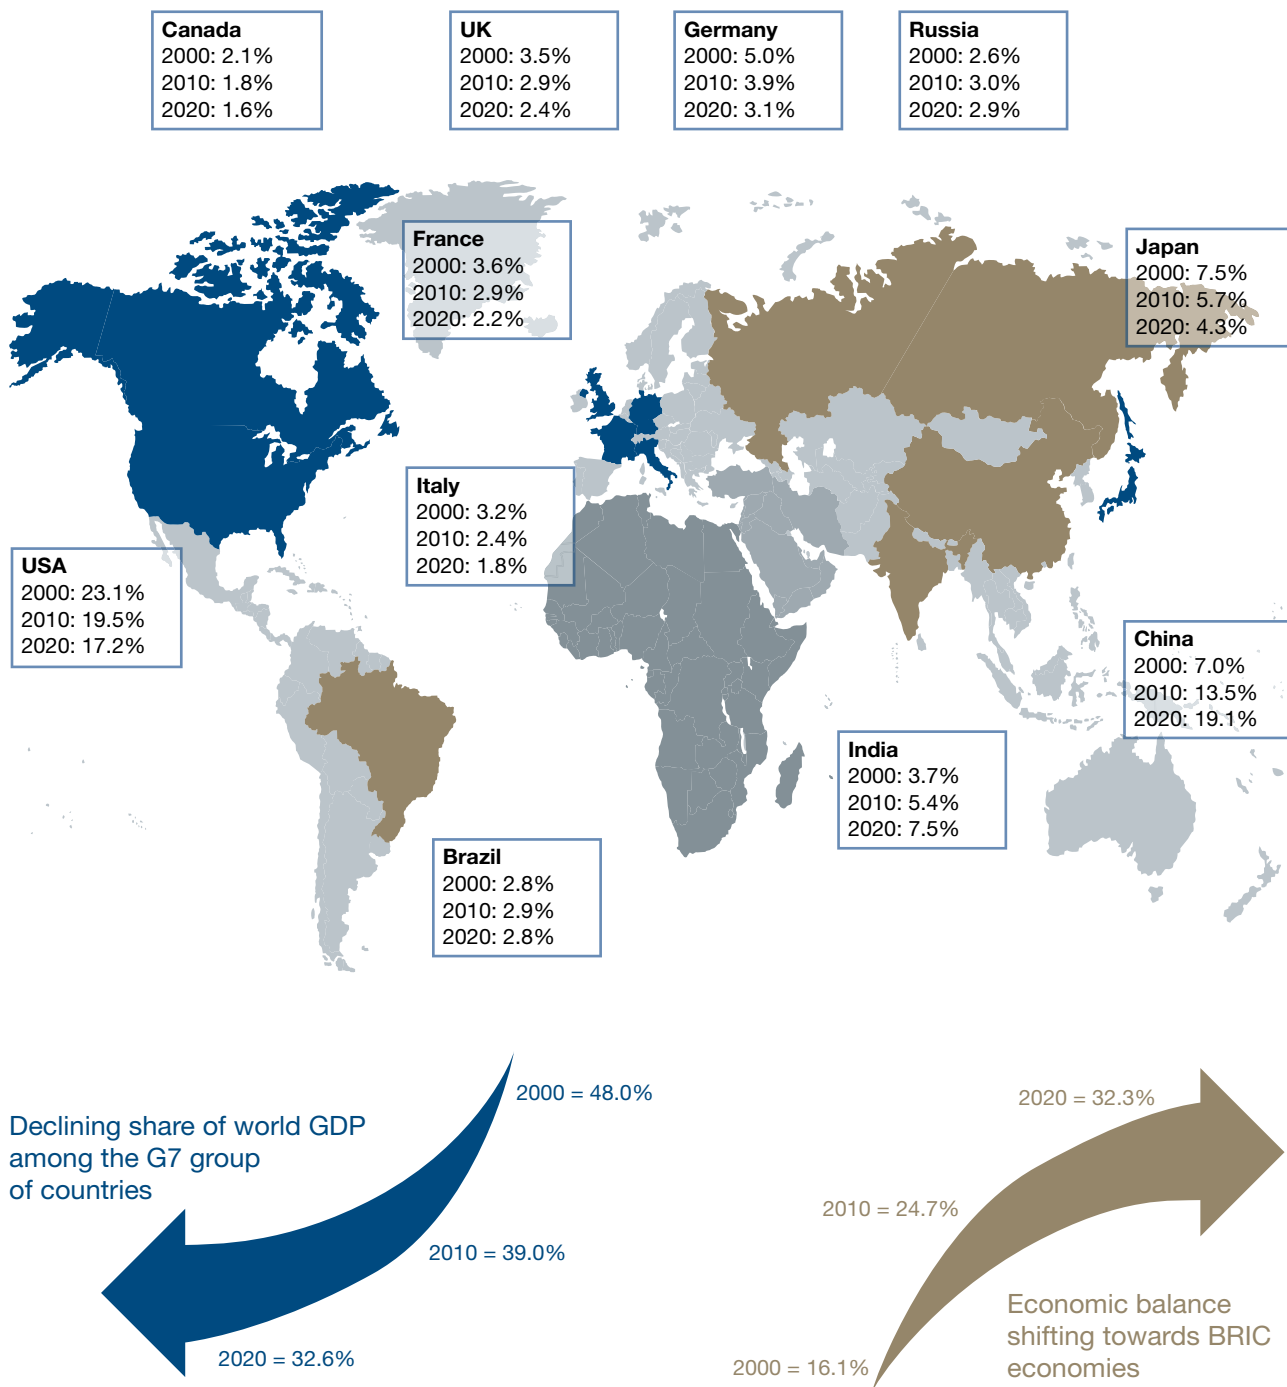 Canada
2000: 2.1%
2010: 1.8%
2020: 1.6%
UK
2000: 3.5%
2010: 2.9%
2020: 2.4%
Germany
2000: 5.0%
2010: 3.9%
2020: 3.1%
Russia
2000: 2.6%
2010: 3.0%
2020: 2.9%
France
2000: 3.6%
2010: 2.9%
2020: 2.2%
Japan
2000: 7.5%
2010: 5.7%
2020: 4.3%
Italy
2000: 3.2%
2010: 2.4%
2020: 1.8%
USA
2000: 23.1%
2010: 19.5%
2020: 17.2%
China
2000: 7.0%
2010: 13.5%
2020: 19.1%
India
2000: 3.7%
2010: 5.4%
2020: 7.5%
Brazil
2000: 2.8%
2010: 2.9%
2020: 2.8%
Declining share of world GDP
among the G7 group
of countries
2000 = 48.0%
2010 = 39.0%
2020 = 32.6%
2020 = 32.3%
2010 = 24.7%
2000 = 16.1%
Economic balance
shifting towards BRIC
economies